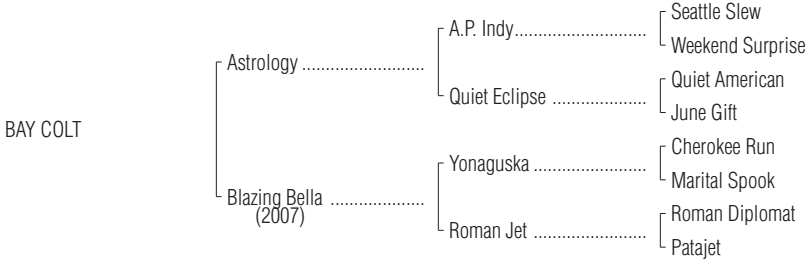 Seattle Slew
A.P. Indy..............................
Weekend Surprise
Astrology ...........................
Quiet American
Quiet Eclipse .....................
June Gift
BAY COLT
Cherokee Run
Yonaguska .........................
Marital Spook
Blazing Bella .....................
(2007)
Roman Diplomat
Roman Jet .........................
Patajet